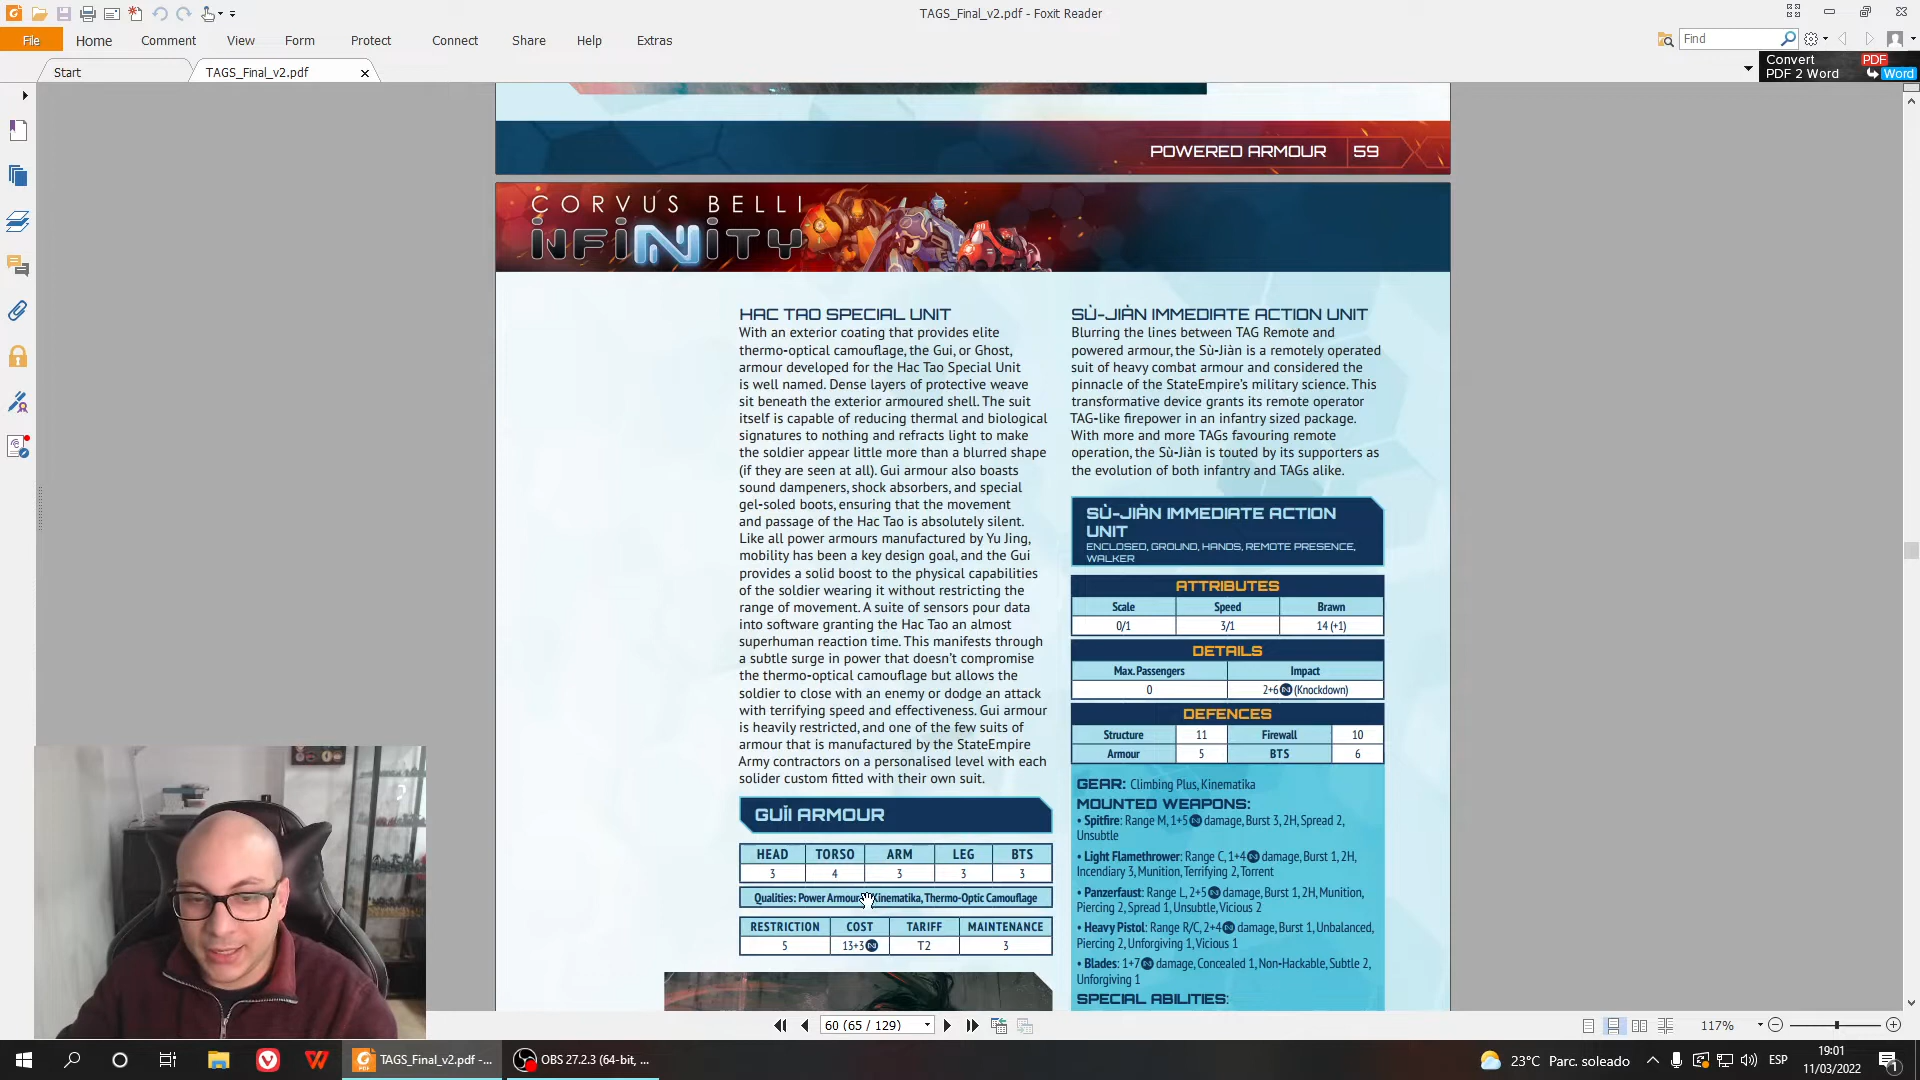 TAGS_Final_v2.pdf - Foxit Reader
File
Home
Comment
View
Form
Protect
Connect
Share
Help
Extras
Find
Start
TAGS_Final_v2.pdf
Convert
PDF 2 Word
PDF
Word
POWERED ARMOUR 59
CORVUS BELLI
INFINITY
HAC TAO SPECIAL UNIT
With an exterior coating that provides elite
thermo-optical camouflage, the Gui, or Ghost,
armour developed for the Hac Tao Special Unit
is well named. Dense layers of protective weave
sit beneath the exterior armoured shell. The suit
itself is capable of reducing thermal and biological
signatures to nothing and refracts light to make
the soldier appear little more than a blurred shape
(if they are seen at all). Gui armour also boasts
sound dampeners, shock absorbers, and special
gel-soled boots, ensuring that the movement
and passage of the Hac Tao is absolutely silent.
Like all power armours manufactured by Yu Jing,
mobility has been a key design goal, and the Gui
provides a solid boost to the physical capabilities
of the soldier wearing it without restricting the
range of movement. A suite of sensors pour data
into software granting the Hac Tao an almost
superhuman reaction time. This manifests through
a subtle surge in power that doesn't compromise
the thermo-optical camouflage but allows the
soldier to close with an enemy or dodge an attack
with terrifying speed and effectiveness. Gui armour
is heavily restricted, and one of the few suits of
armour that is manufactured by the StateEmpire
Army contractors on a personalised level with each
solider custom fitted with their own suit.
GUǏI ARMOUR
HEAD TORSO ARM LEG BTS
3 4 3 3 3
Qualities: Power Armour, Kinematika, Thermo-Optic Camouflage
RESTRICTION COST TARIFF MAINTENANCE
5 13+3 T2 3
SÙ-JIÀN IMMEDIATE ACTION UNIT
Blurring the lines between TAG Remote and
powered armour, the Sù-Jiàn is a remotely operated
suit of heavy combat armour and considered the
pinnacle of the StateEmpire's military science. This
transformative device grants its remote operator
TAG-like firepower in an infantry sized package.
With more and more TAGs favouring remote
operation, the Sù-Jiàn is touted by its supporters as
the evolution of both infantry and TAGs alike.
SÙ-JIÀN IMMEDIATE ACTION
UNIT
ENCLOSED, GROUND, HANDS, REMOTE PRESENCE,
WALKER
ATTRIBUTES
Scale Speed Brawn
0/1 3/1 14 (+1)
DETAILS
Max. Passengers Impact
0 2+6 (Knockdown)
DEFENCES
Structure 11 Firewall 10
Armour 5 BTS 6
GEAR: Climbing Plus, Kinematika
MOUNTED WEAPONS:
• Spitfire: Range M, 1+5 damage, Burst 3, 2H, Spread 2,
Unsubtle
• Light Flamethrower: Range C, 1+4 damage, Burst 1, 2H,
Incendiary 3, Munition, Terrifying 2, Torrent
• Panzerfaust: Range L, 2+5 damage, Burst 1, 2H, Munition,
Piercing 2, Spread 1, Unsubtle, Vicious 2
• Heavy Pistol: Range R/C, 2+4 damage, Burst 1, Unbalanced,
Piercing 2, Unforgiving 1, Vicious 1
• Blades: 1+7 damage, Concealed 1, Non-Hackable, Subtle 2,
Unforgiving 1
SPECIAL ABILITIES:
60 (65 / 129)
117%
TAGS_Final_v2.pdf -...
OBS 27.2.3 (64-bit, ...
23°C Parc. soleado
ESP
19:01
11/03/2022
1